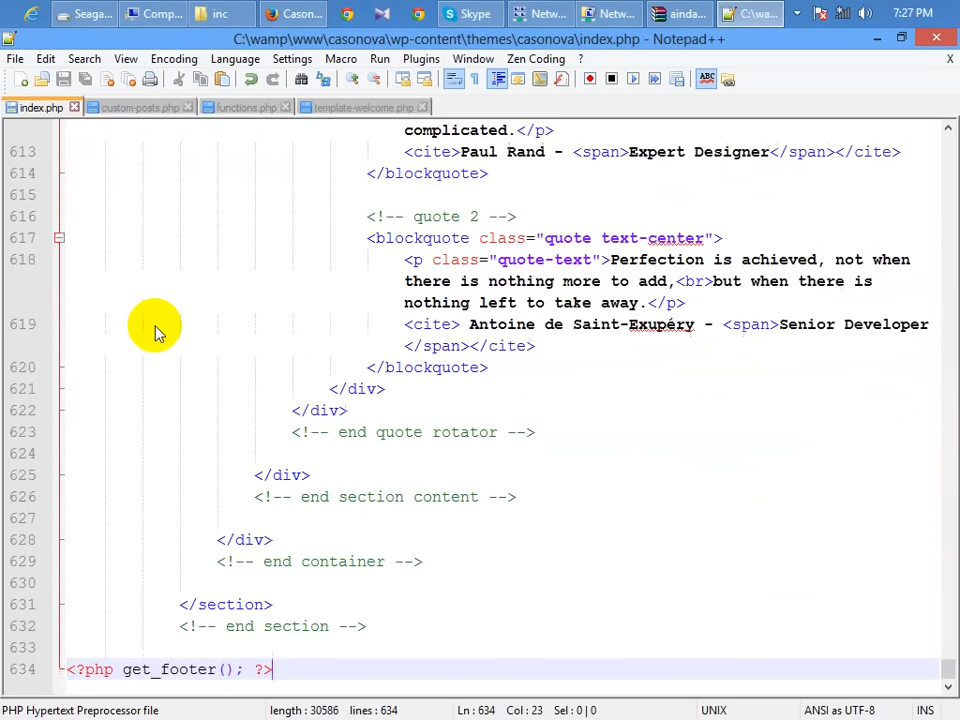 Seaga...
Comp...
inc
Cason...
Skype
Netw...
Netw...
ainda...
C:\wa...
7:27 PM
C:\wamp\www\casonova\wp-content\themes\casonova\index.php - Notepad++
File Edit Search View Encoding Language Settings Macro Run Plugins Window Zen Coding ? X
index.php custom-posts.php functions.php template-welcome.php
complicated.</p>
613 <cite>Paul Rand - <span>Expert Designer</span></cite>
614 </blockquote>
615
616 <!-- quote 2 -->
617 <blockquote class="quote text-center">
618 <p class="quote-text">Perfection is achieved, not when
there is nothing more to add,<br>but when there is
nothing left to take away.</p>
619 <cite> Antoine de Saint-Exupéry - <span>Senior Developer
</span></cite>
620 </blockquote>
621 </div>
622 </div>
623 <!-- end quote rotator -->
624
625 </div>
626 <!-- end section content -->
627
628 </div>
629 <!-- end container -->
630
631 </section>
632 <!-- end section -->
633
634 <?php get_footer(); ?>
PHP Hypertext Preprocessor file length : 30586 lines : 634 Ln : 634 Col : 23 Sel : 0 | 0 UNIX ANSI as UTF-8 INS